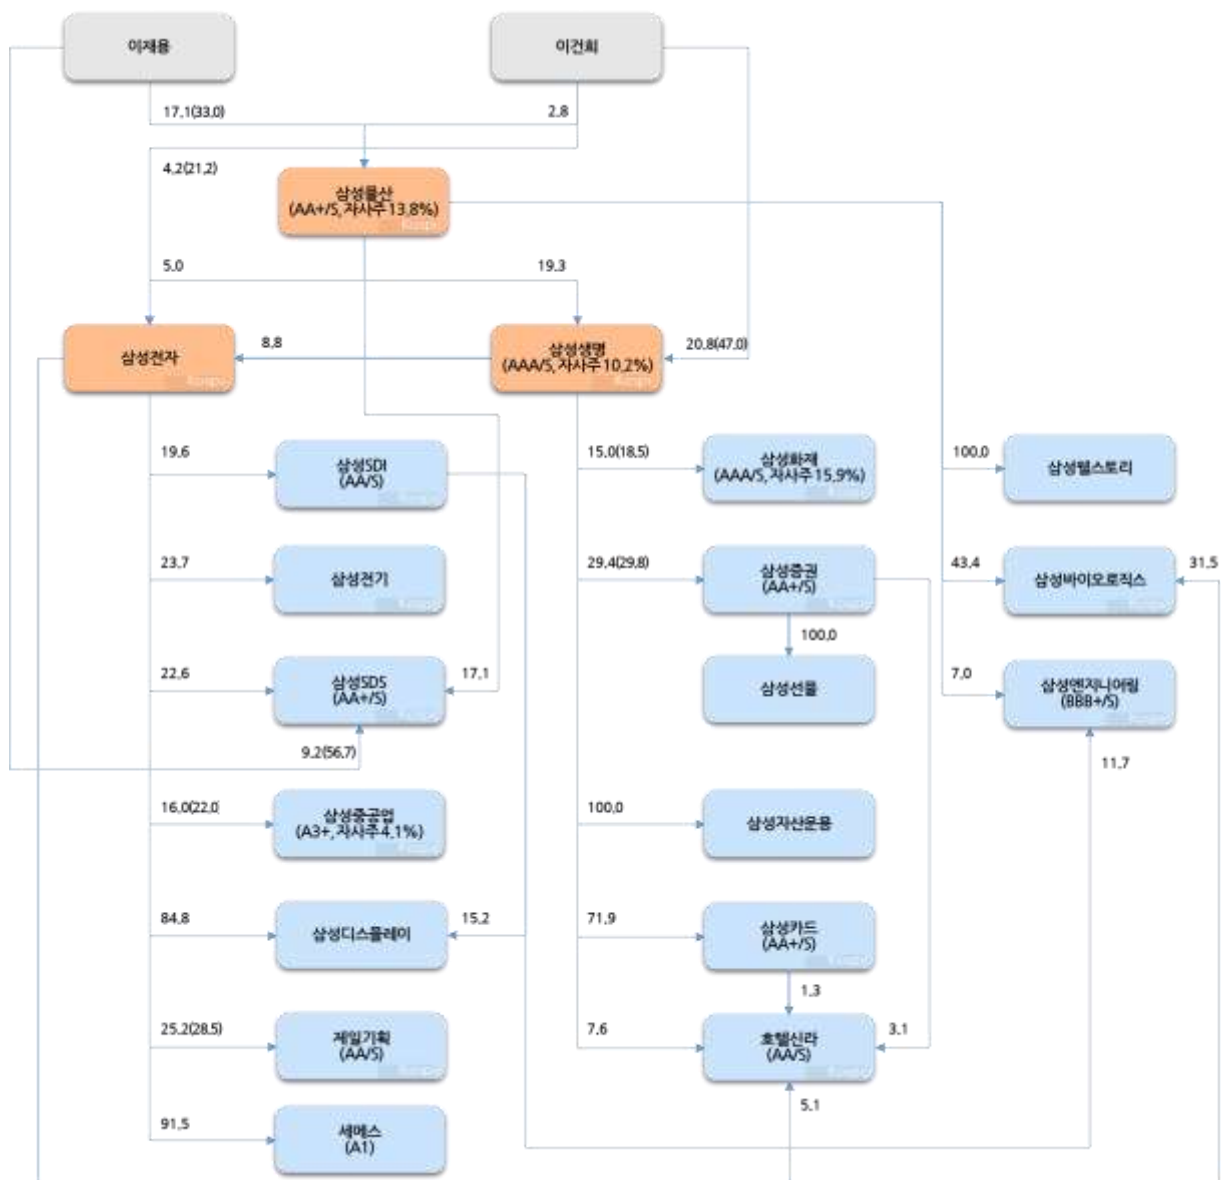 이재용
이건희
17.1(33.0)
2.8
4.2(21.2)
삼성물산
(AA+/S, 자사주 13.8%)
5.0
19.3
삼성전자
8.8
삼성생명
(AAA/S, 자사주 10.2%)
20.8(47.0)
19.6
삼성SDI
(AA/S)
15.0(18.5)
삼성화재
(AAA/S, 자사주 15.9%)
100.0
삼성웰스토리
23.7
삼성전기
29.4(29.8)
삼성증권
(AA+/S)
43.4
삼성바이오로직스
31.5
100.0
22.6
삼성SDS
(AA+/S)
17.1
삼성선물
7.0
삼성엔지니어링
(BBB+/S)
9.2(56.7)
11.7
16.0(22.0)
삼성중공업
(A3+, 자사주 4.1%)
100.0
삼성자산운용
84.8
삼성디스플레이
15.2
71.9
삼성카드
(AA+/S)
1.3
25.2(28.5)
제일기획
(AA/S)
7.6
호텔신라
(AA/S)
3.1
5.1
91.5
세메스
(A1)